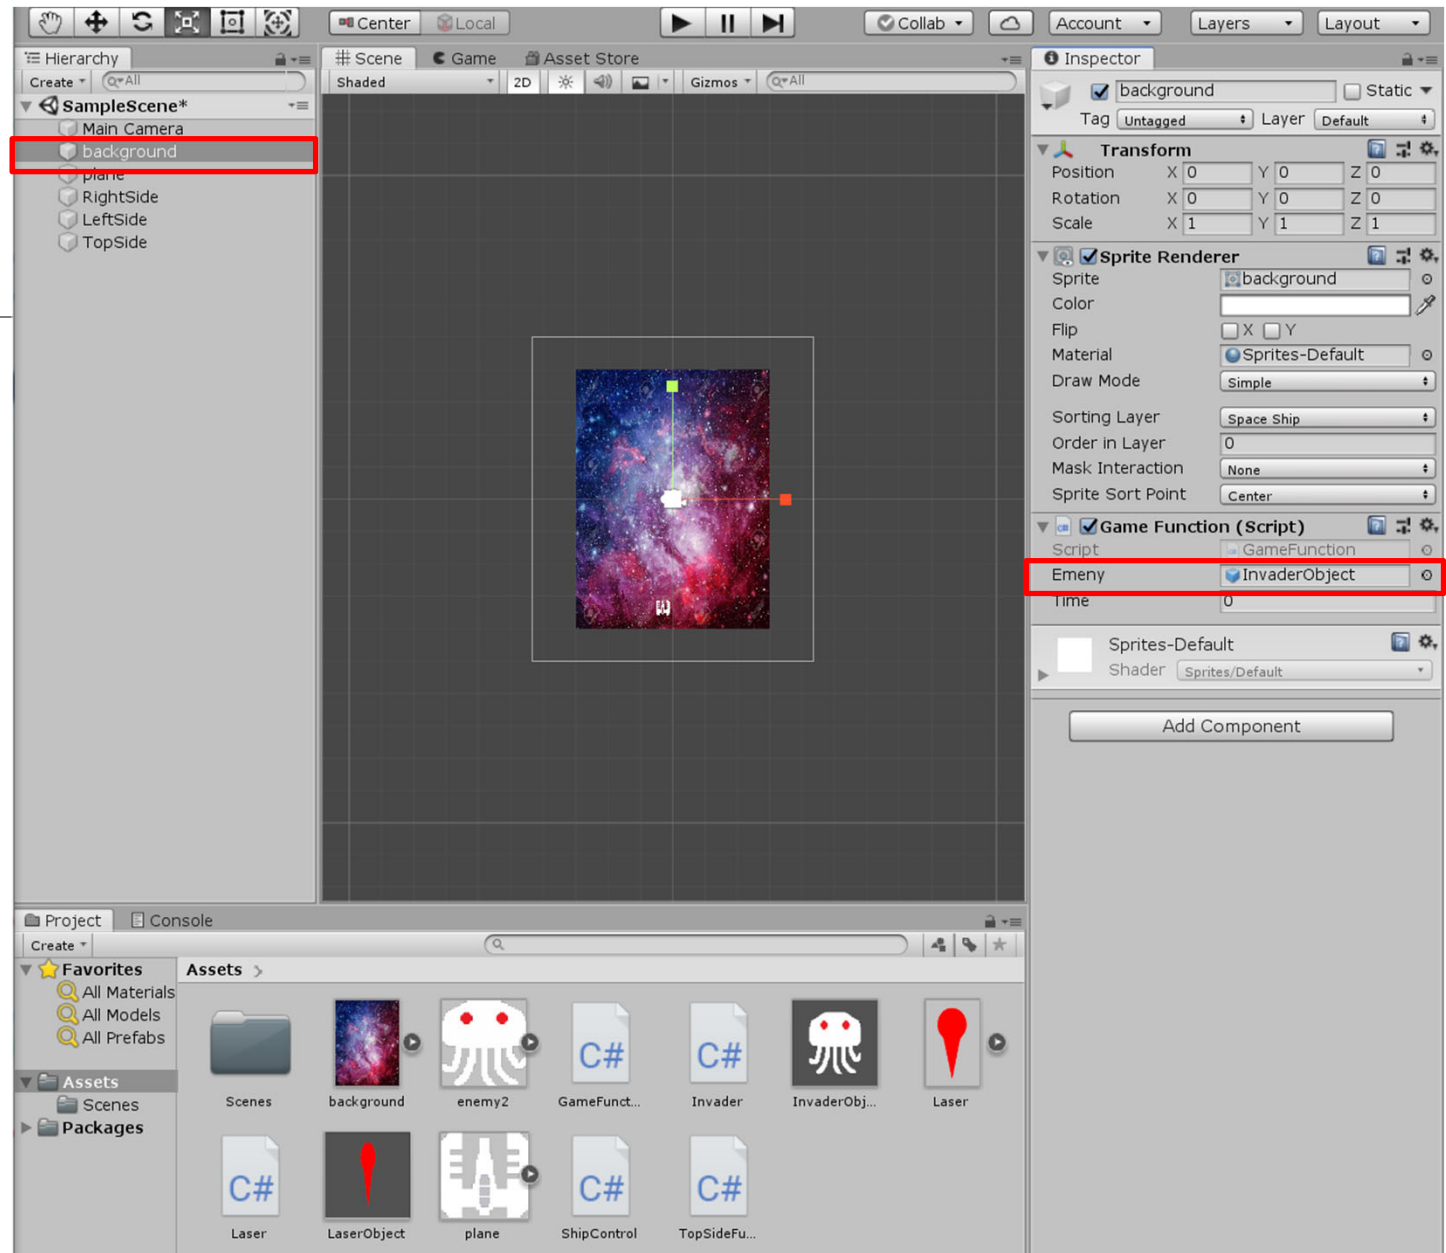 Center Local Collab Account Layers Layout
Hierarchy
Create All
SampleScene*
Main Camera
background
plane
RightSide
LeftSide
TopSide
Scene Game Asset Store
Shaded 2D Gizmos All
Inspector
background Static
Tag Untagged Layer Default
Transform
Position X 0 Y 0 Z 0
Rotation X 0 Y 0 Z 0
Scale X 1 Y 1 Z 1
Sprite Renderer
Sprite background
Color
Flip X Y
Material Sprites-Default
Draw Mode Simple
Sorting Layer Space Ship
Order in Layer 0
Mask Interaction None
Sprite Sort Point Center
Game Function (Script)
Script GameFunction
Emeny InvaderObject
Time 0
Sprites-Default
Shader Sprites/Default
Add Component
Project Console
Create
Favorites
All Materials
All Models
All Prefabs
Assets
Scenes
Packages
Assets
C# C#
Scenes background enemy2 GameFunct... Invader InvaderObj... Laser
C# C# C#
Laser LaserObject plane ShipControl TopSideFu...